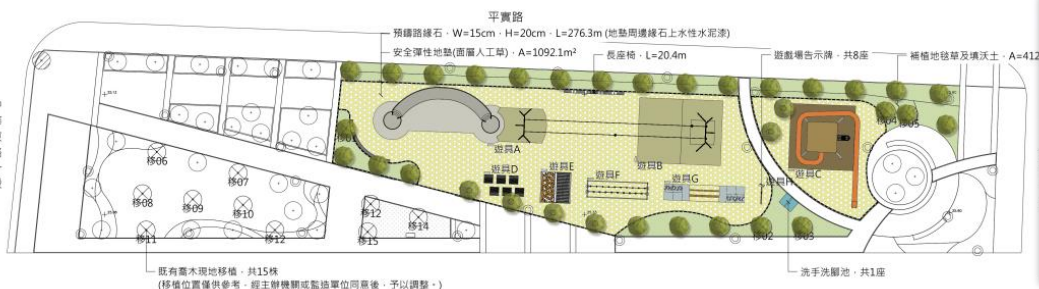 平實路
預鑄路緣石，W=15cm，H=20cm，L=276.3m (地墊周邊緣石上水性水泥漆)
安全彈性地墊(面層人工草)，A=1092.1m²
長座椅，L=20.4m
遊戲場告示牌，共8座
補植地毯草及填沃土，A=412
移04
移05
遊具A
遊具B
遊具C
遊具D
遊具E
遊具F
遊具G
遊具H
移06
移07
移08
移09
移10
移11
移12
移12
移14
移15
移02
移03
既有喬木現地移植，共15株
(移植位置僅供參考，經主辦機關或監造單位同意後，予以調整。)
洗手洗腳池，共1座